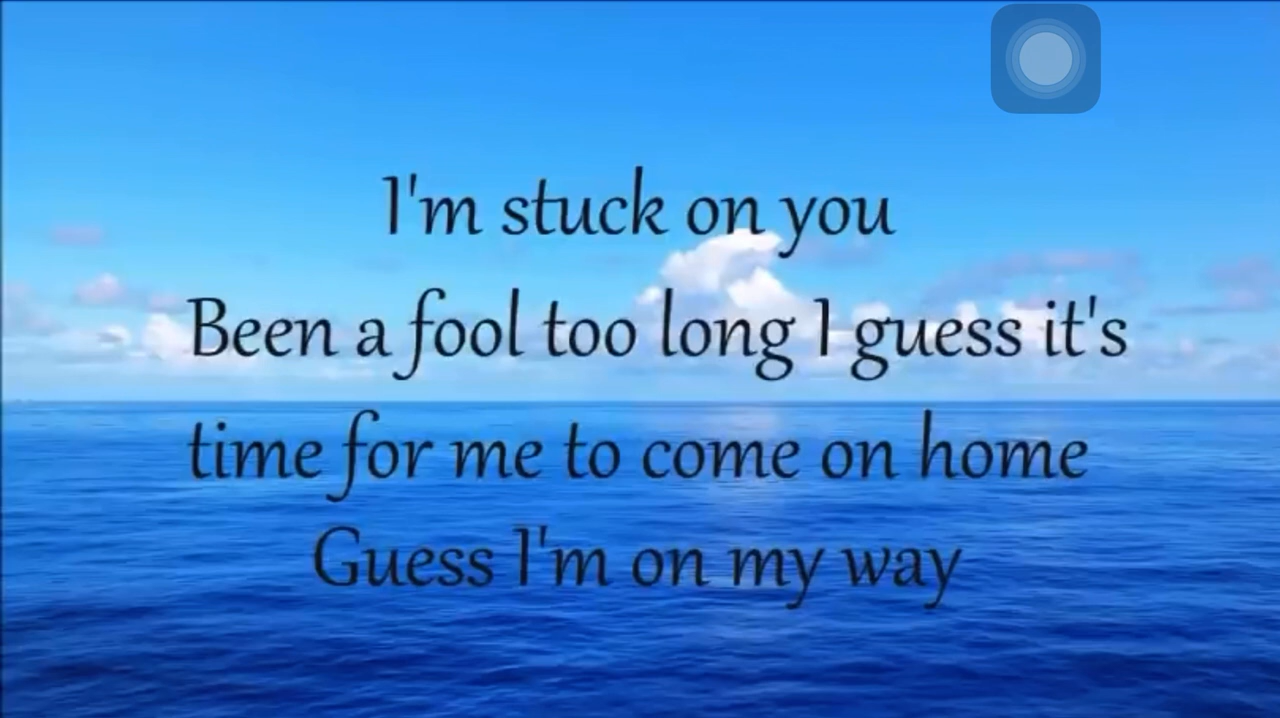 I'm stuck on you
Been a fool too long I guess it's
time for me to come on home
Guess I'm on my way